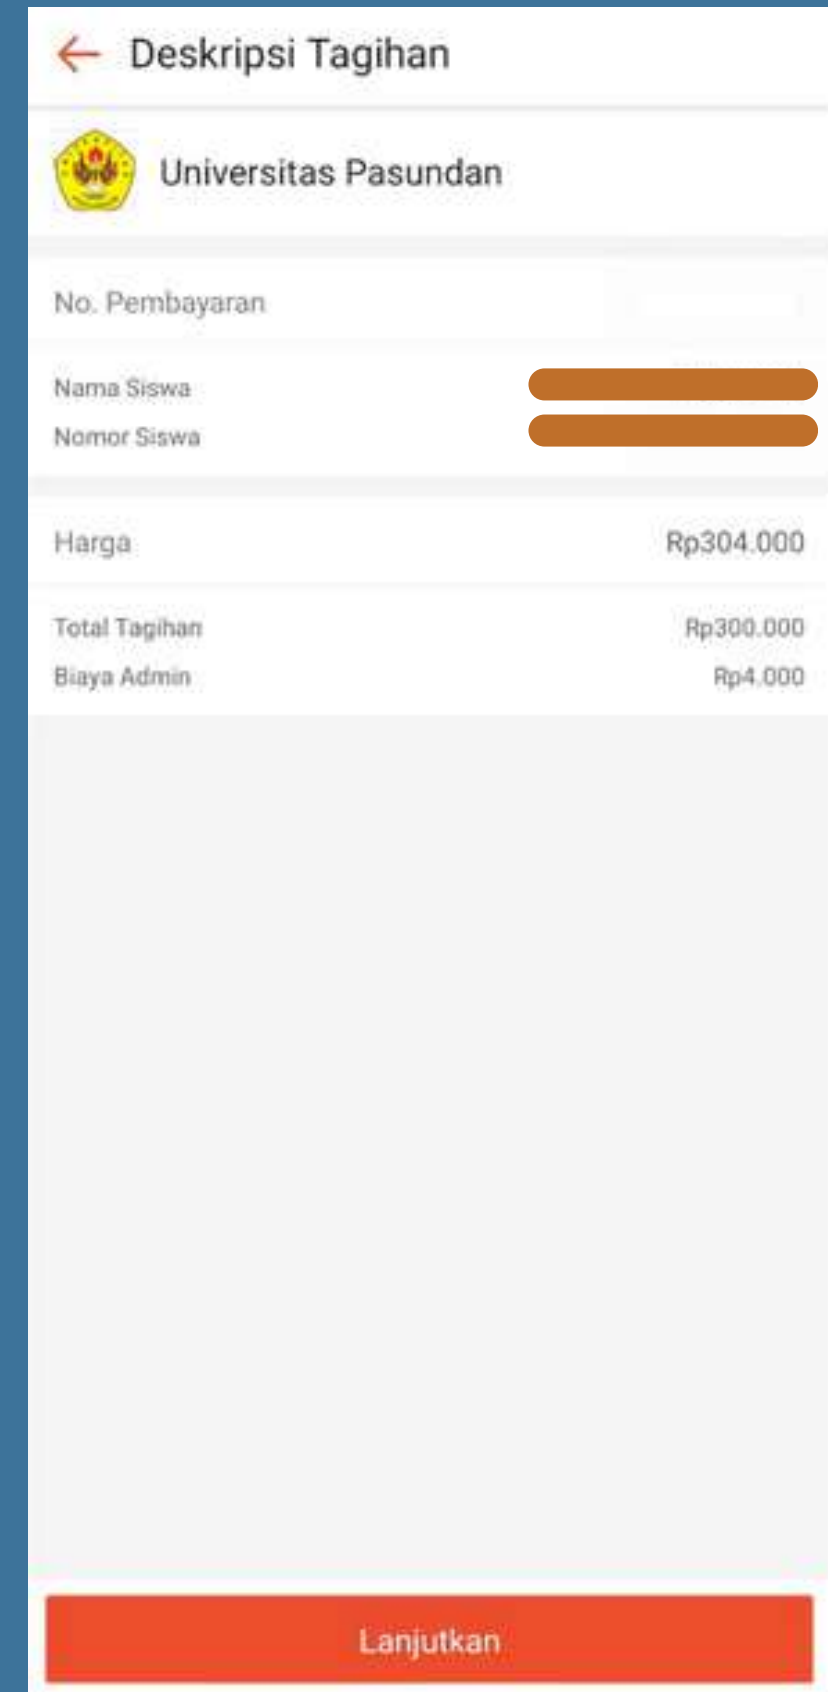 Deskripsi Tagihan
Universitas Pasundan
No. Pembayaran
Nama Siswa
Nomor Siswa
Harga Rp304.000
Total Tagihan Rp300.000
Biaya Admin Rp4.000
Lanjutkan